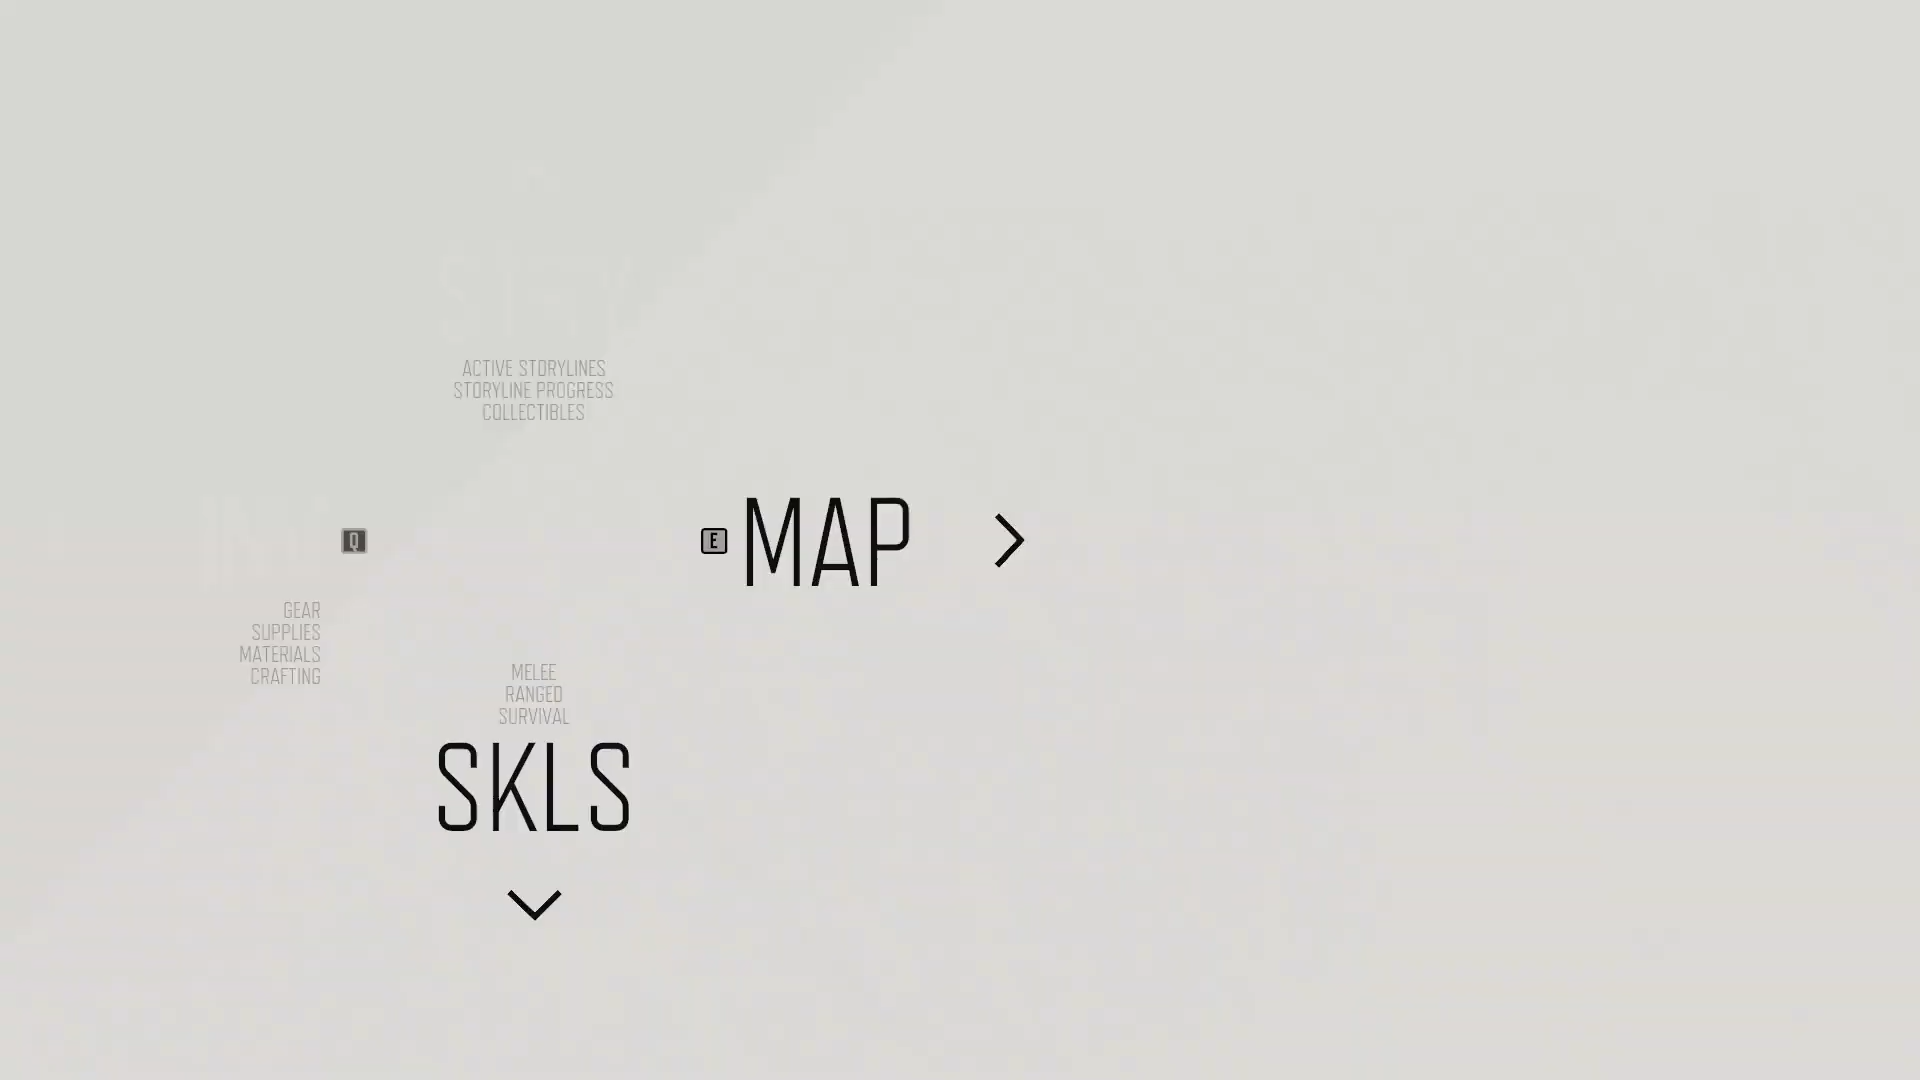 ACTIVE STORYLINES
STORYLINE PROGRESS
COLLECTIBLES
Q
E MAP
GEAR
SUPPLIES
MATERIALS
CRAFTING
MELEE
RANGED
SURVIVAL
SKLS